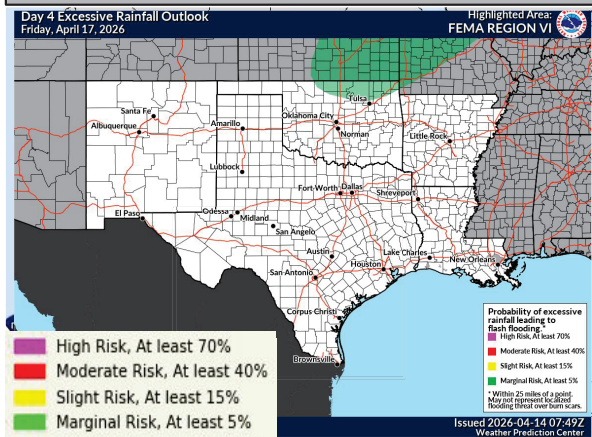 Day 4 Excessive Rainfall Outlook
Friday, April 17, 2026
Highlighted Area:
FEMA REGION VI
Tulsa
Santa Fe
Oklahoma City
Albuquerque
Amarillo
Norman
Little Rock
Lubbock
Fort Worth
Dallas
Shreveport
El Paso
Odessa
Midland
San Angelo
Austin
Lake Charles
Houston
New Orleans
San Antonio
Corpus Christi
Brownsville
Probability of excessive
rainfall leading to
flash flooding.*
High Risk, At least 70%
Moderate Risk, At least 40%
Slight Risk, At least 15%
Marginal Risk, At least 5%
* Within 25 miles of a point.
May not represent localized
flooding threat over burn scars.
High Risk, At least 70%
Moderate Risk, At least 40%
Slight Risk, At least 15%
Marginal Risk, At least 5%
Issued 2026-04-14 07:49Z
Weather Prediction Center